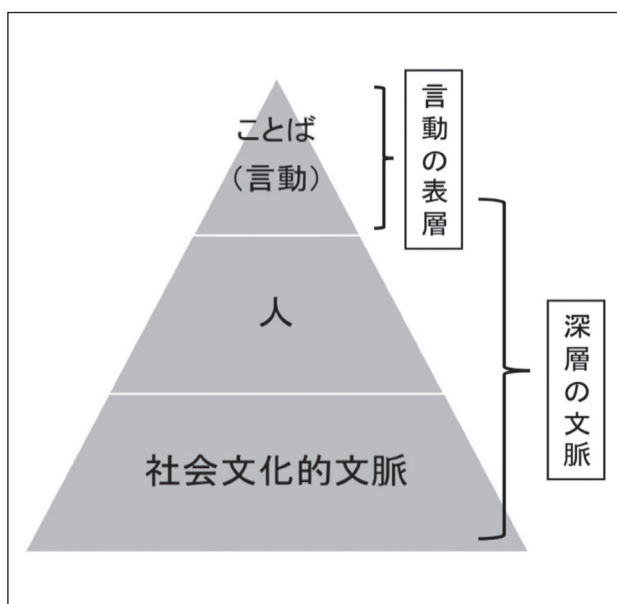 ことば
（言動）
人
社会文化的文脈
言動の表層
深層の文脈